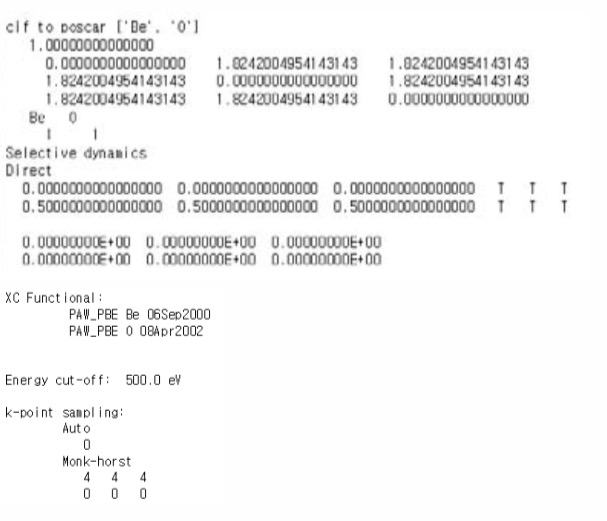 cif to poscar ['Be', 'O']
1.00000000000000
0.0000000000000000 1.8242004954143143 1.8242004954143143
1.8242004954143143 0.0000000000000000 1.8242004954143143
1.8242004954143143 1.8242004954143143 0.0000000000000000
Be O
1 1
Selective dynamics
Direct
0.0000000000000000 0.0000000000000000 0.0000000000000000 T T T
0.5000000000000000 0.5000000000000000 0.5000000000000000 T T T
0.00000000E+00 0.00000000E+00 0.00000000E+00
0.00000000E+00 0.00000000E+00 0.00000000E+00
XC Functional:
PAW_PBE Be 06Sep2000
PAW_PBE O 08Apr2002
Energy cut-off: 500.0 eV
k-point sampling:
Auto
0
Monk-horst
4 4 4
0 0 0